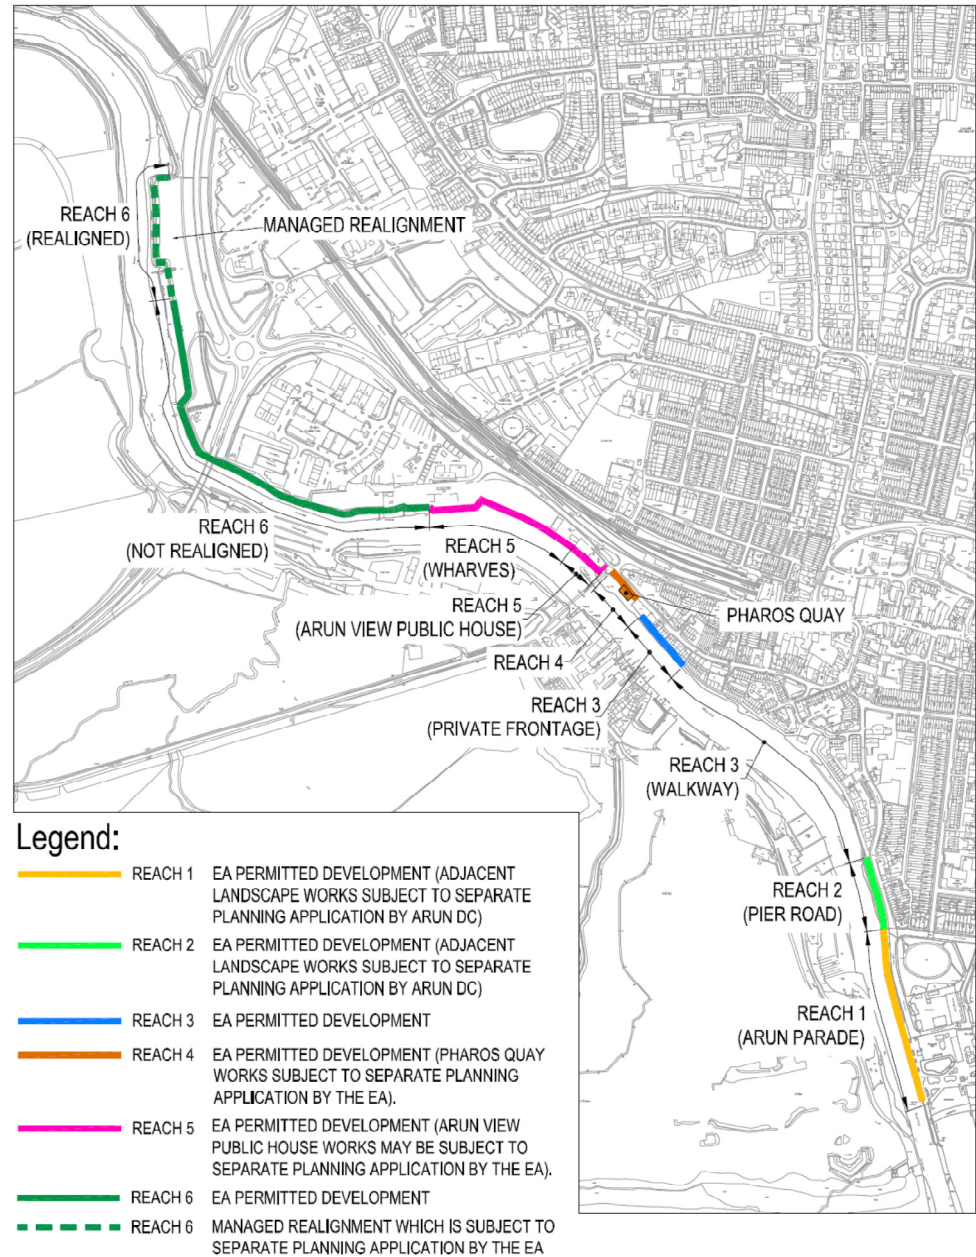 REACH 6
(REALIGNED)
MANAGED REALIGNMENT
REACH 6
(NOT REALIGNED)
REACH 5
(WHARVES)
REACH 5
(ARUN VIEW PUBLIC HOUSE)
PHAROS QUAY
REACH 4
REACH 3
(PRIVATE FRONTAGE)
REACH 3
(WALKWAY)
REACH 2
(PIER ROAD)
REACH 1
(ARUN PARADE)
Legend:
REACH 1 EA PERMITTED DEVELOPMENT (ADJACENT
LANDSCAPE WORKS SUBJECT TO SEPARATE
PLANNING APPLICATION BY ARUN DC)
REACH 2 EA PERMITTED DEVELOPMENT (ADJACENT
LANDSCAPE WORKS SUBJECT TO SEPARATE
PLANNING APPLICATION BY ARUN DC)
REACH 3 EA PERMITTED DEVELOPMENT
REACH 4 EA PERMITTED DEVELOPMENT (PHAROS QUAY
WORKS SUBJECT TO SEPARATE PLANNING
APPLICATION BY THE EA).
REACH 5 EA PERMITTED DEVELOPMENT (ARUN VIEW
PUBLIC HOUSE WORKS MAY BE SUBJECT TO
SEPARATE PLANNING APPLICATION BY THE EA).
REACH 6 EA PERMITTED DEVELOPMENT
REACH 6 MANAGED REALIGNMENT WHICH IS SUBJECT TO
SEPARATE PLANNING APPLICATION BY THE EA